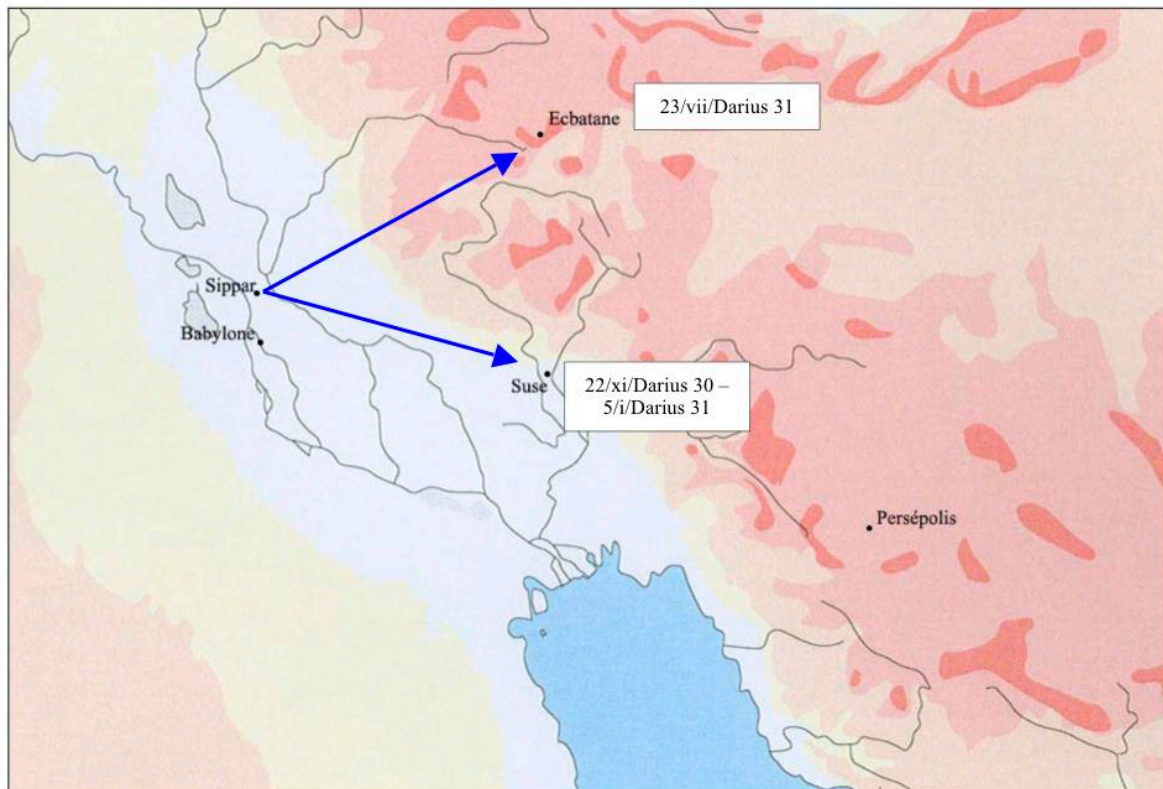 23/vii/Darius 31
Ecbatane
Sippar
Babylone
Suse
22/xi/Darius 30 –
5/i/Darius 31
Persépolis